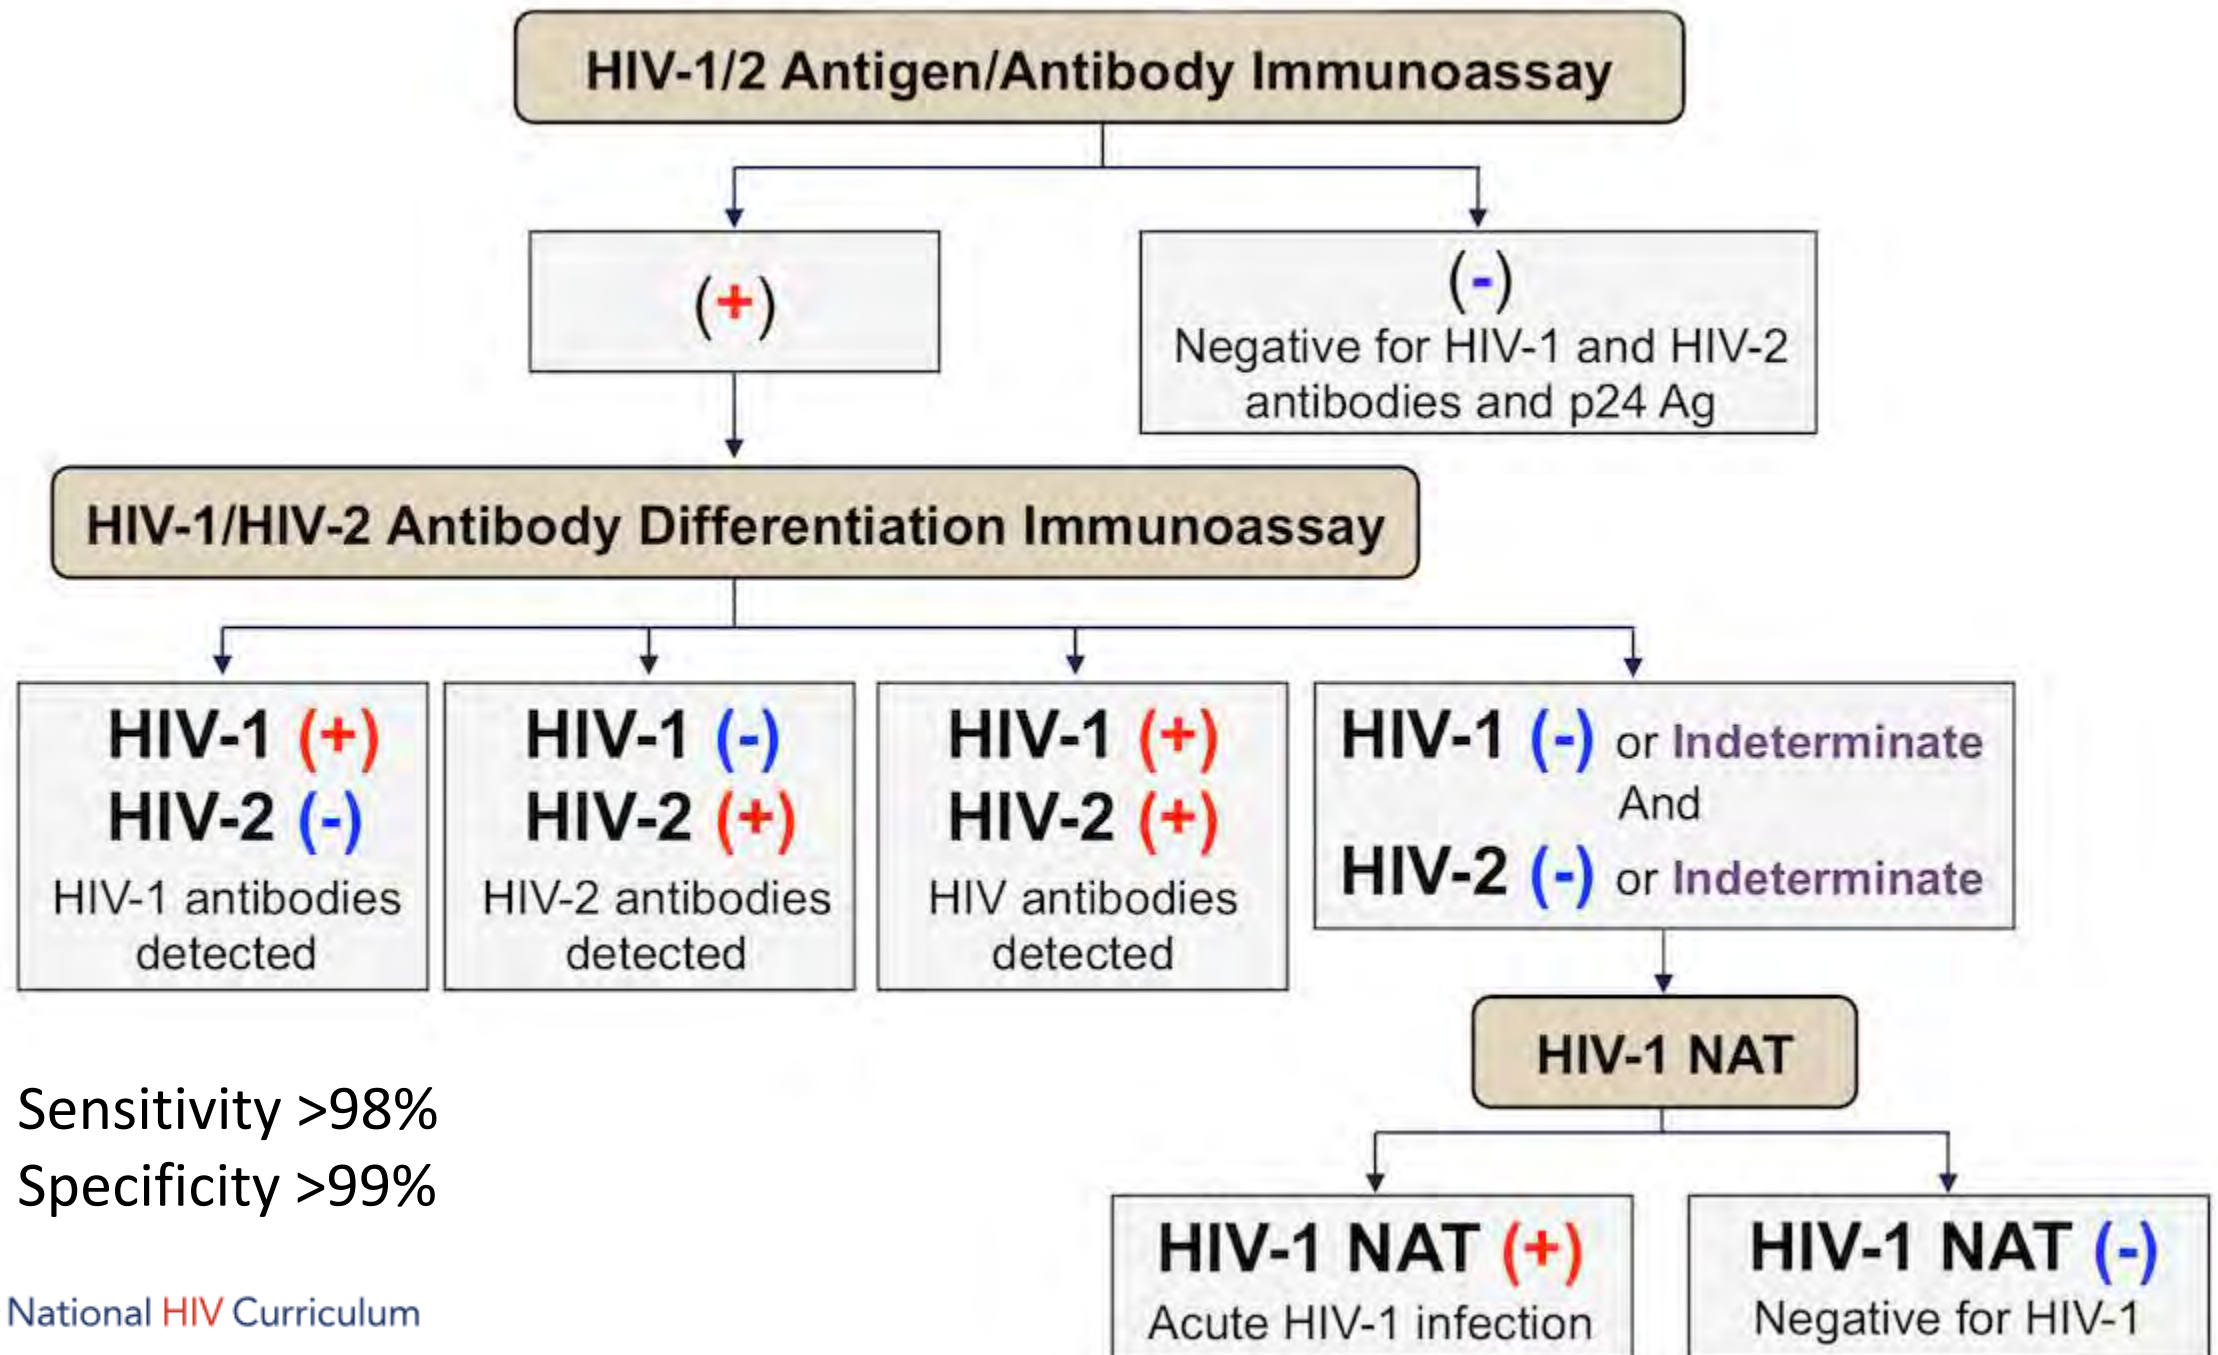 HIV-1/2 Antigen/Antibody Immunoassay
(+)
(-)
Negative for HIV-1 and HIV-2
antibodies and p24 Ag
HIV-1/HIV-2 Antibody Differentiation Immunoassay
HIV-1 (+)
HIV-2 (-)
HIV-1 antibodies
detected
HIV-1 (-)
HIV-2 (+)
HIV-2 antibodies
detected
HIV-1 (+)
HIV-2 (+)
HIV antibodies
detected
HIV-1 (-) or Indeterminate
And
HIV-2 (-) or Indeterminate
HIV-1 NAT
HIV-1 NAT (+)
Acute HIV-1 infection
HIV-1 NAT (-)
Negative for HIV-1
Sensitivity >98%
Specificity >99%
National HIV Curriculum